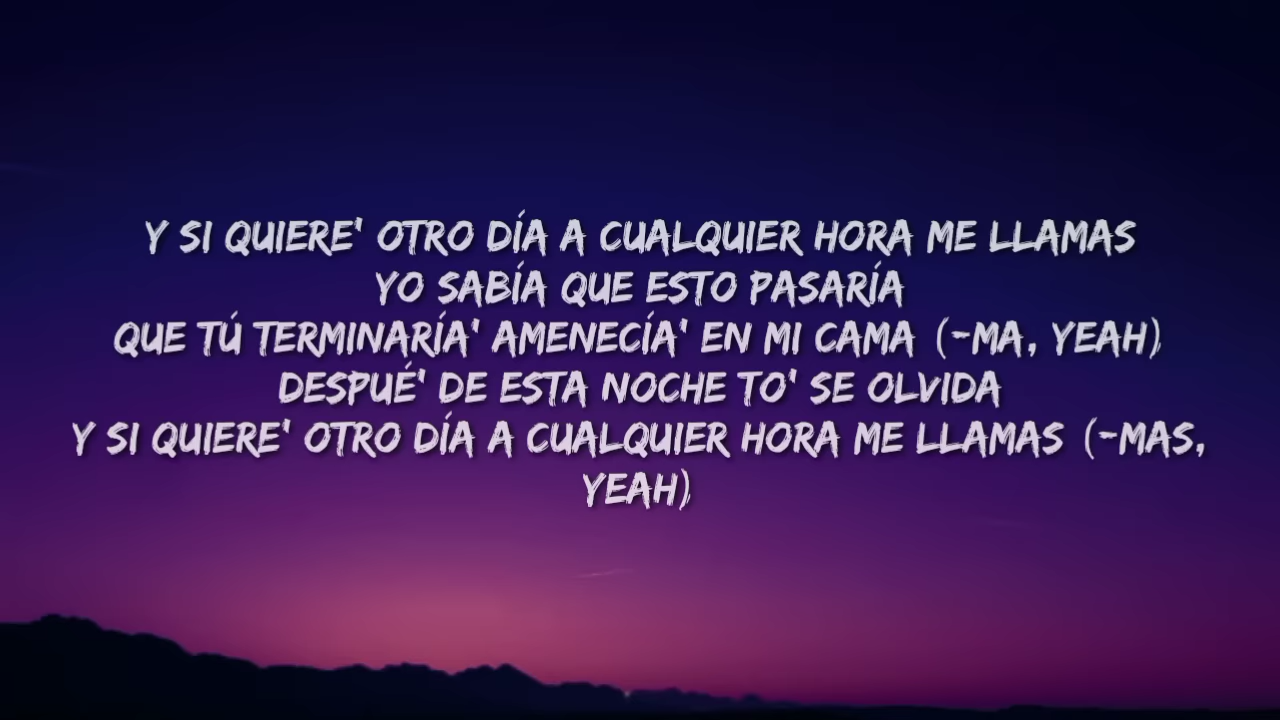 Y SI QUIERE' OTRO DÍA A CUALQUIER HORA ME LLAMAS
YO SABÍA QUE ESTO PASARÍA
QUE TÚ TERMINARÍA' AMENECÍA' EN MI CAMA (-MA, YEAH)
DESPUÉ' DE ESTA NOCHE TO' SE OLVIDA
Y SI QUIERE' OTRO DÍA A CUALQUIER HORA ME LLAMAS (-MAS,
YEAH)